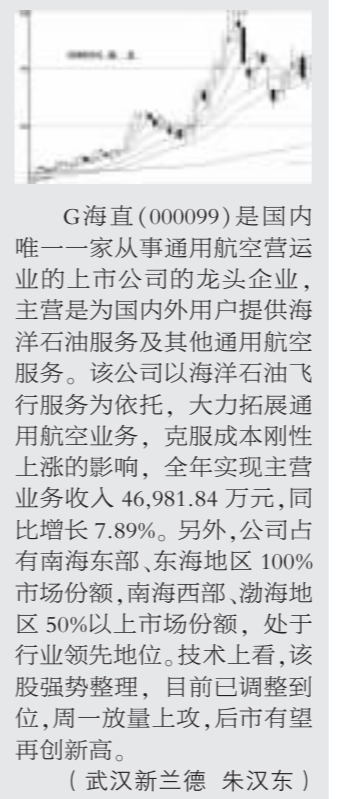 G海直(000099)是国内
唯一一家从事通用航空营运
业的上市公司的龙头企业,
主营是为国内外用户提供海
洋石油服务及其他通用航空
服务。该公司以海洋石油飞
行服务为依托，大力拓展通
用航空业务，克服成本刚性
上涨的影响，全年实现主营
业务收入 46,981.84 万元,同
比增长 7.89%。另外,公司占
有南海东部、东海地区 100%
市场份额,南海西部、渤海地
区 50%以上市场份额，处于
行业领先地位。技术上看,该
股强势整理，目前已调整到
位,周一放量上攻,后市有望
再创新高。
(武汉新兰德 朱汉东)